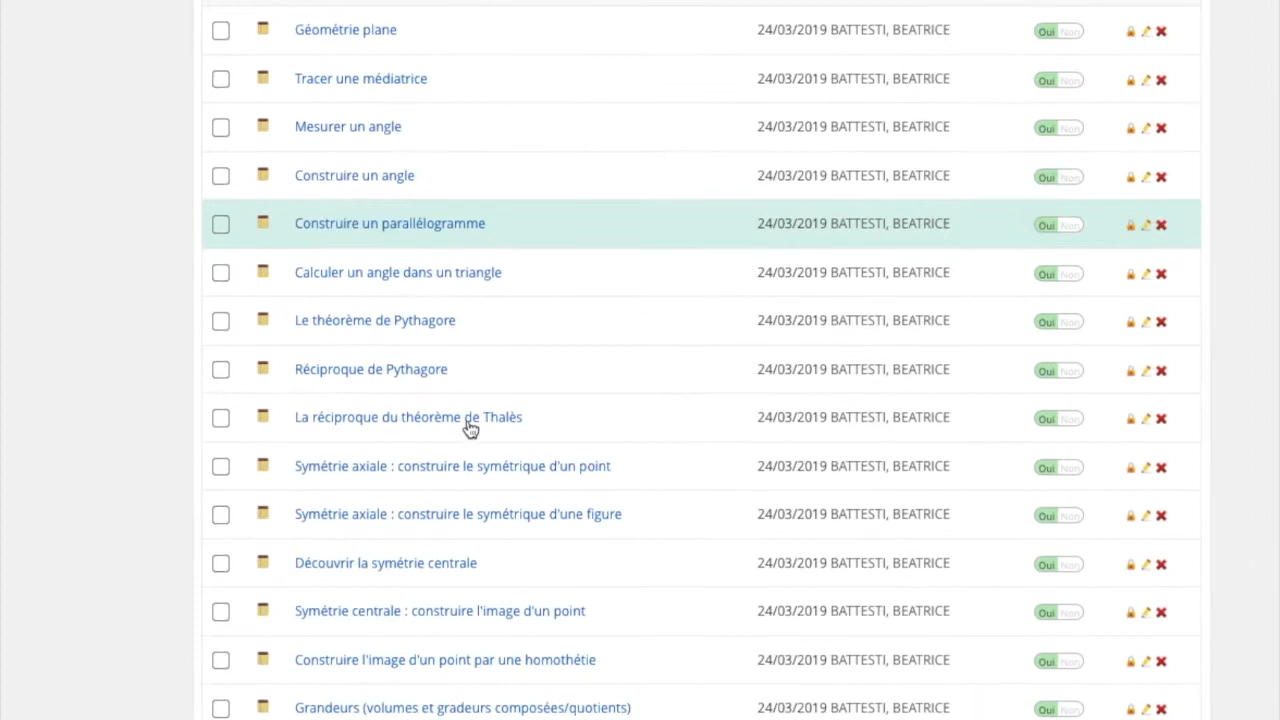 Géométrie plane 24/03/2019 BATTESTI, BEATRICE Oui Non
Tracer une médiatrice 24/03/2019 BATTESTI, BEATRICE Oui Non
Mesurer un angle 24/03/2019 BATTESTI, BEATRICE Oui Non
Construire un angle 24/03/2019 BATTESTI, BEATRICE Oui Non
Construire un parallélogramme 24/03/2019 BATTESTI, BEATRICE Oui Non
Calculer un angle dans un triangle 24/03/2019 BATTESTI, BEATRICE Oui Non
Le théorème de Pythagore 24/03/2019 BATTESTI, BEATRICE Oui Non
Réciproque de Pythagore 24/03/2019 BATTESTI, BEATRICE Oui Non
La réciproque du théorème de Thalès 24/03/2019 BATTESTI, BEATRICE Oui Non
Symétrie axiale : construire le symétrique d'un point 24/03/2019 BATTESTI, BEATRICE Oui Non
Symétrie axiale : construire le symétrique d'une figure 24/03/2019 BATTESTI, BEATRICE Oui Non
Découvrir la symétrie centrale 24/03/2019 BATTESTI, BEATRICE Oui Non
Symétrie centrale : construire l'image d'un point 24/03/2019 BATTESTI, BEATRICE Oui Non
Construire l'image d'un point par une homothétie 24/03/2019 BATTESTI, BEATRICE Oui Non
Grandeurs (volumes et gradeurs composées/quotients) 24/03/2019 BATTESTI, BEATRICE Oui Non